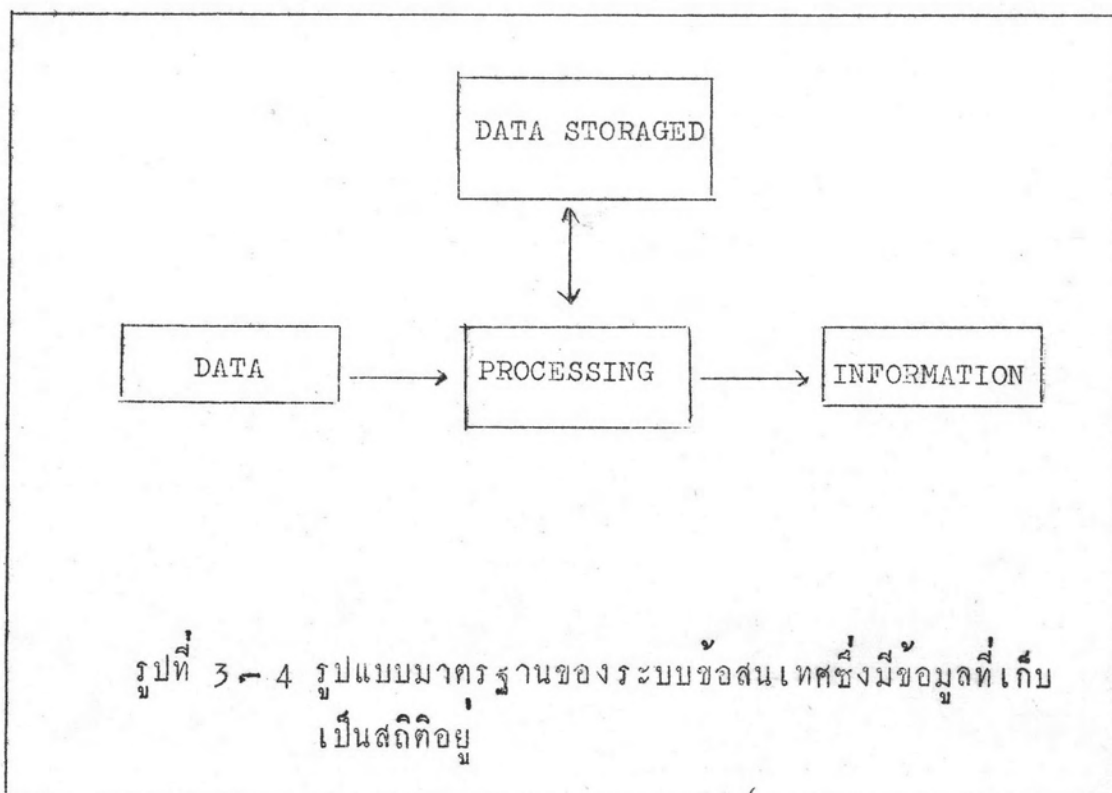 DATA STORAGED
DATA
PROCESSING
INFORMATION
รูปที่ 3-4 รูปแบบมาตรฐานของระบบข้อสนเทศซึ่งมีข้อมูลที่เก็บ
เป็นสถิติอยู่